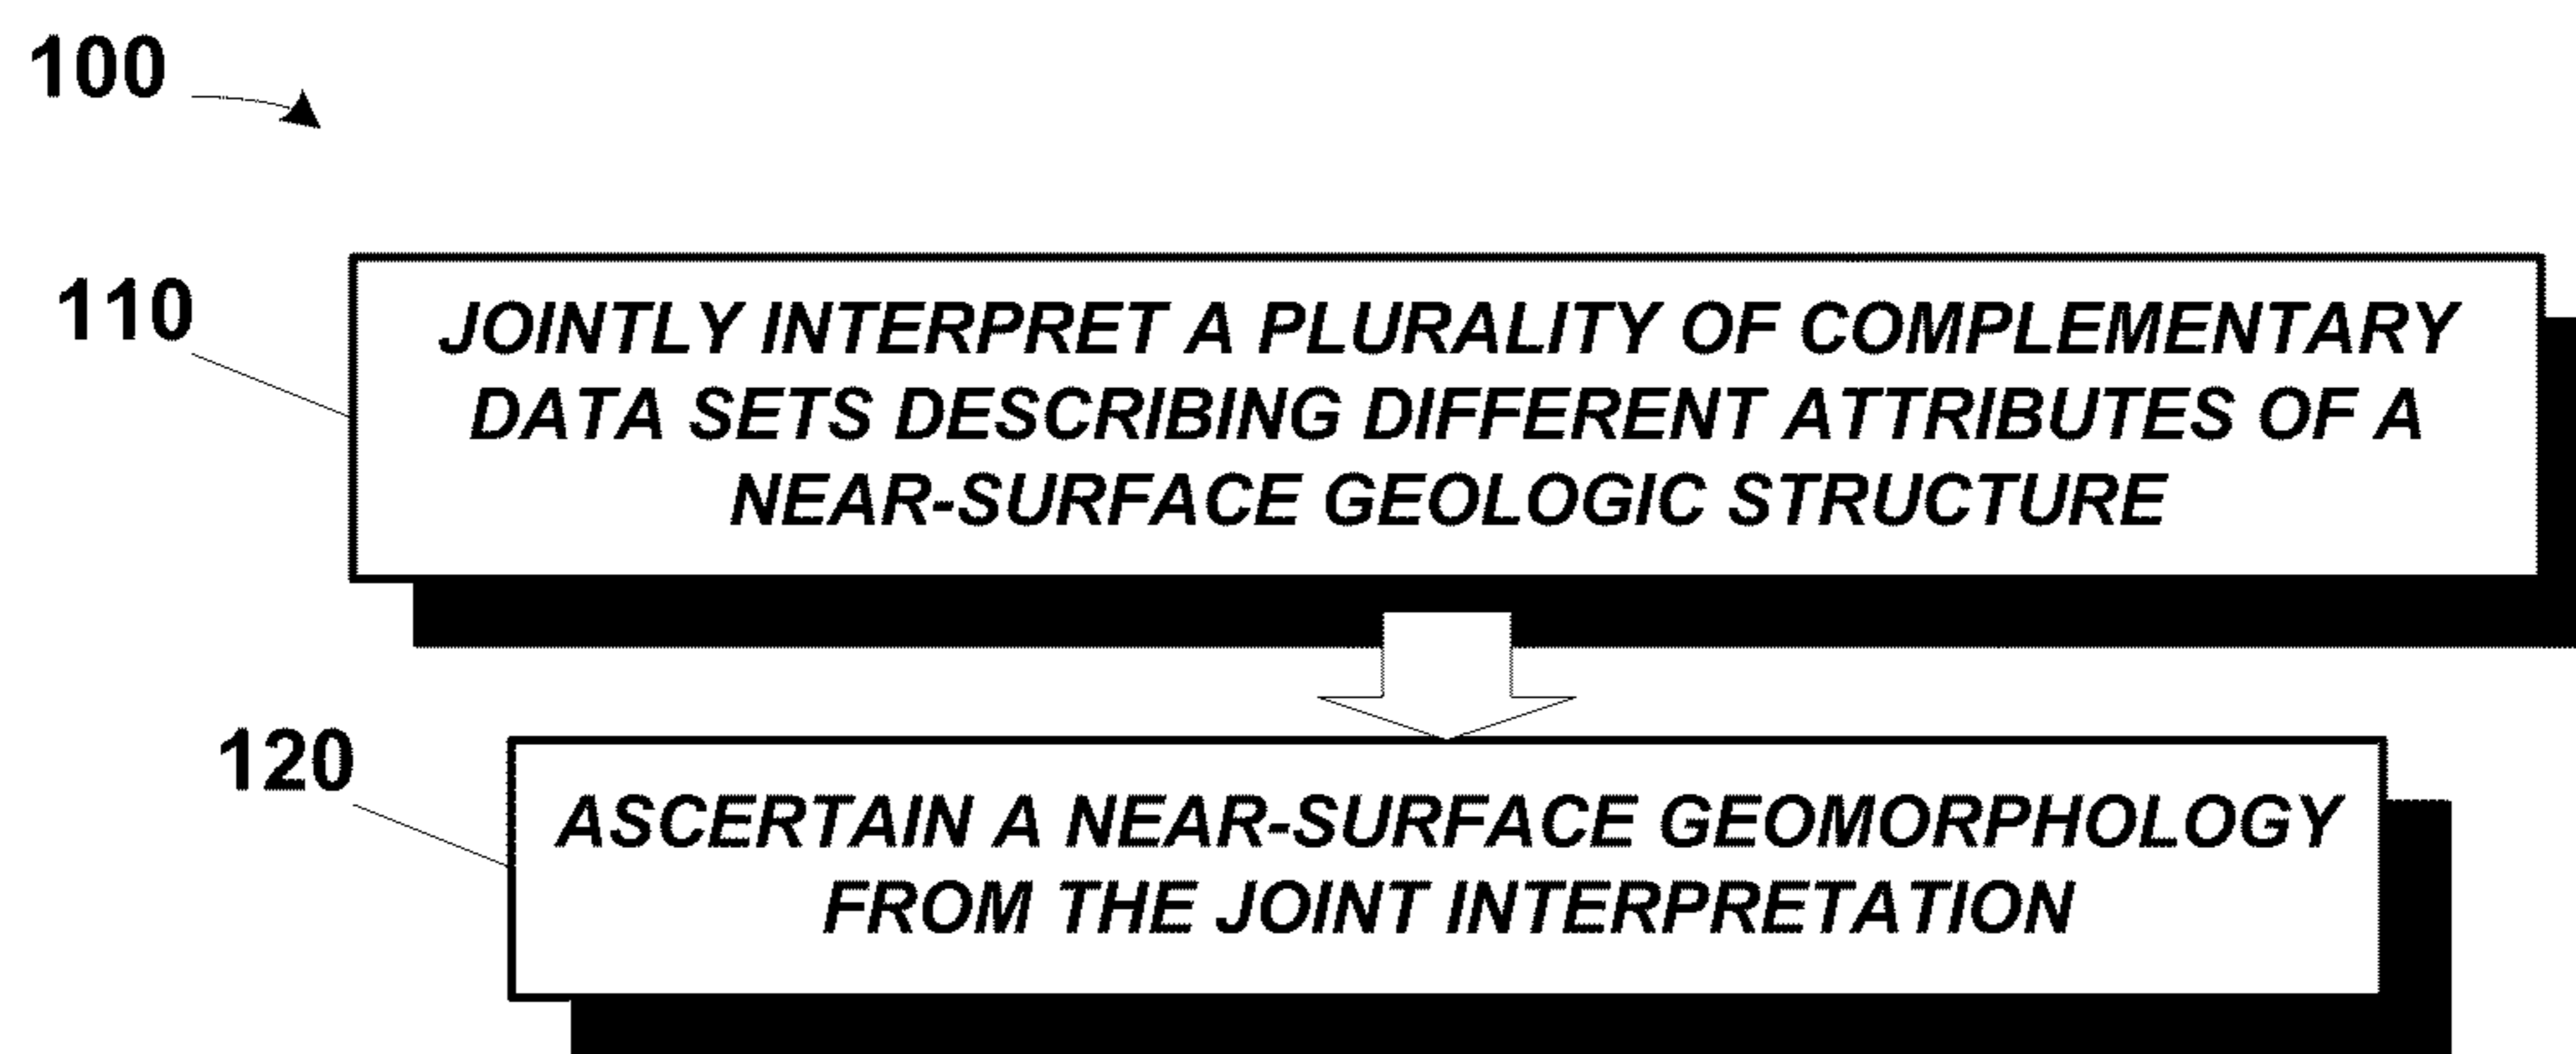 100
110
JOINTLY INTERPRET A PLURALITY OF COMPLEMENTARY
DATA SETS DESCRIBING DIFFERENT ATTRIBUTES OF A
NEAR-SURFACE GEOLOGIC STRUCTURE
120
ASCERTAIN A NEAR-SURFACE GEOMORPHOLOGY
FROM THE JOINT INTERPRETATION